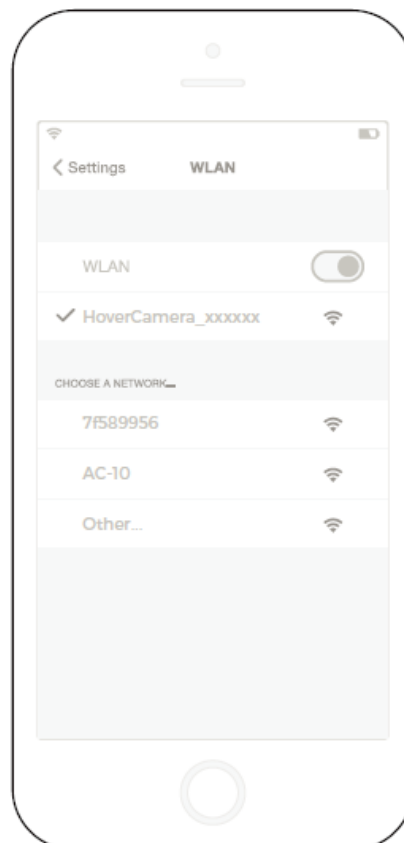 Settings WLAN
WLAN
HoverCamera_xxxxxx
CHOOSE A NETWORK...
7f589956
AC-10
Other...